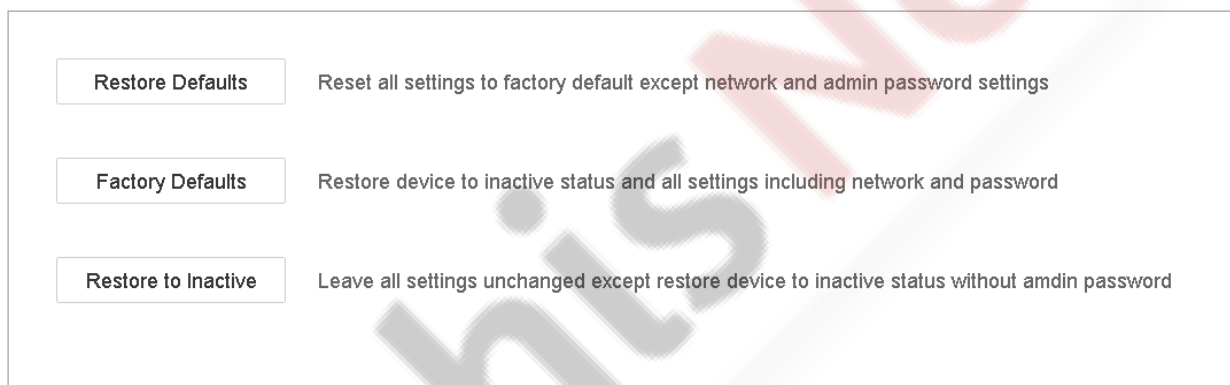 Restore Defaults Reset all settings to factory default except network and admin password settings
Factory Defaults Restore device to inactive status and all settings including network and password
Restore to Inactive Leave all settings unchanged except restore device to inactive status without amdin password
his